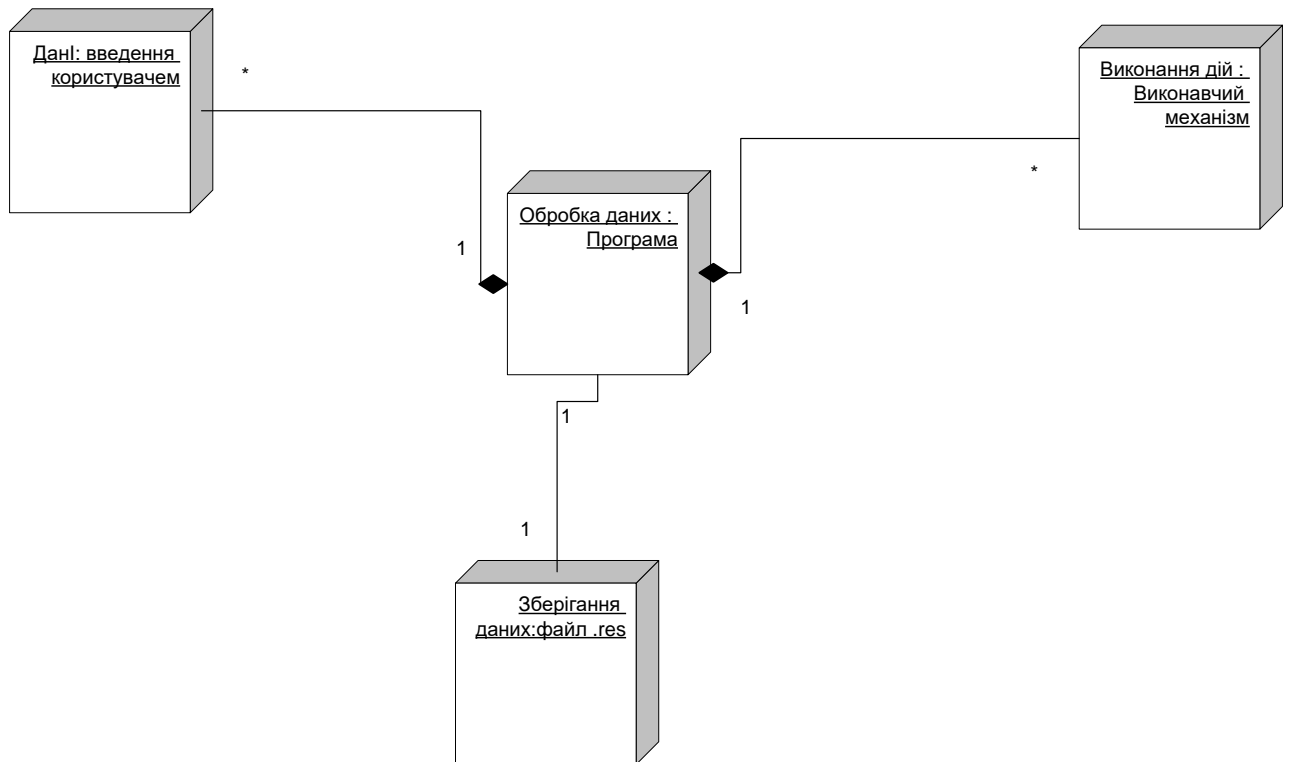 ДанІ: введення
користувачем
*
Виконання дій :
Виконавчий
механізм
*
Обробка даних :
Програма
1
1
1
1
Зберігання
даних:файл .res